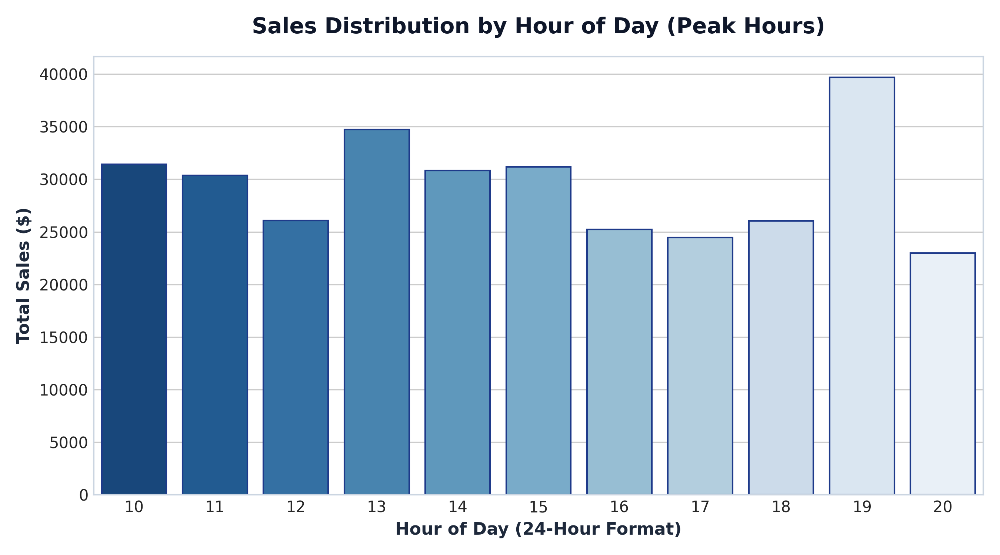 Sales Distribution by Hour of Day (Peak Hours)
Total Sales ($)
40000
35000
30000
25000
20000
15000
10000
5000
0
10 11 12 13 14 15 16 17 18 19 20
Hour of Day (24-Hour Format)